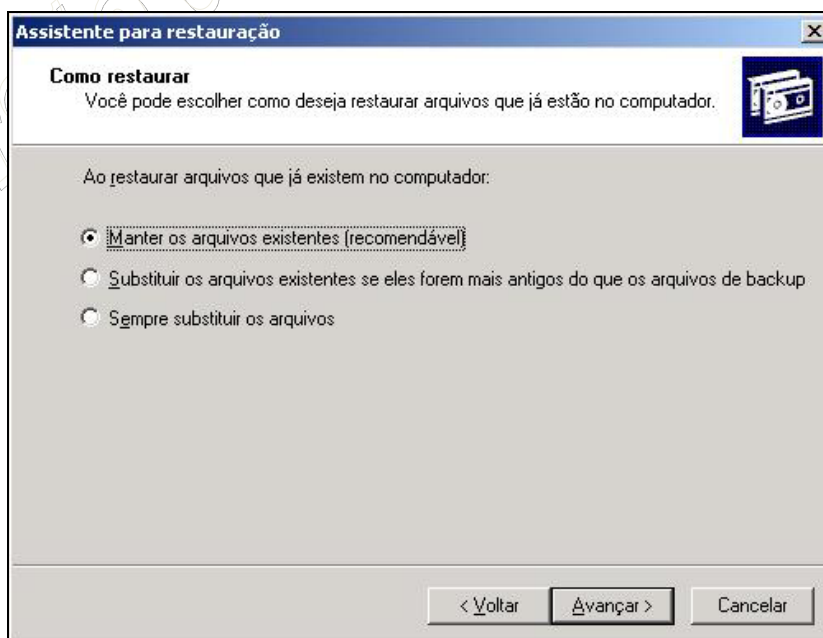 Assistente para restauração
Como restaurar
Você pode escolher como deseja restaurar arquivos que já estão no computador.
Ao restaurar arquivos que já existem no computador:
Manter os arquivos existentes (recomendável)
Substituir os arquivos existentes se eles forem mais antigos do que os arquivos de backup
Sempre substituir os arquivos
< Voltar
Avançar >
Cancelar